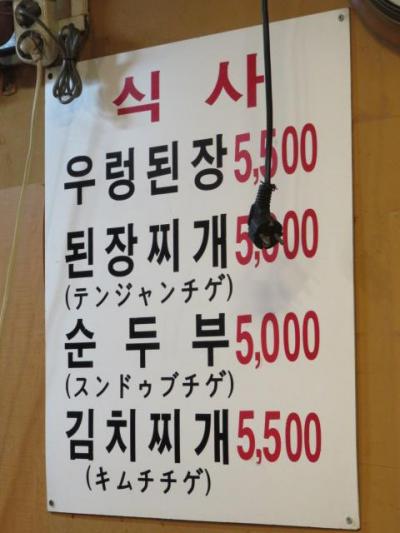 식 사
우렁된장 5,500
된장찌개 5,000
(テンジャンチゲ)
순 두 부 5,000
(スンドゥブチゲ)
김치찌개 5,500
(キムチチゲ)